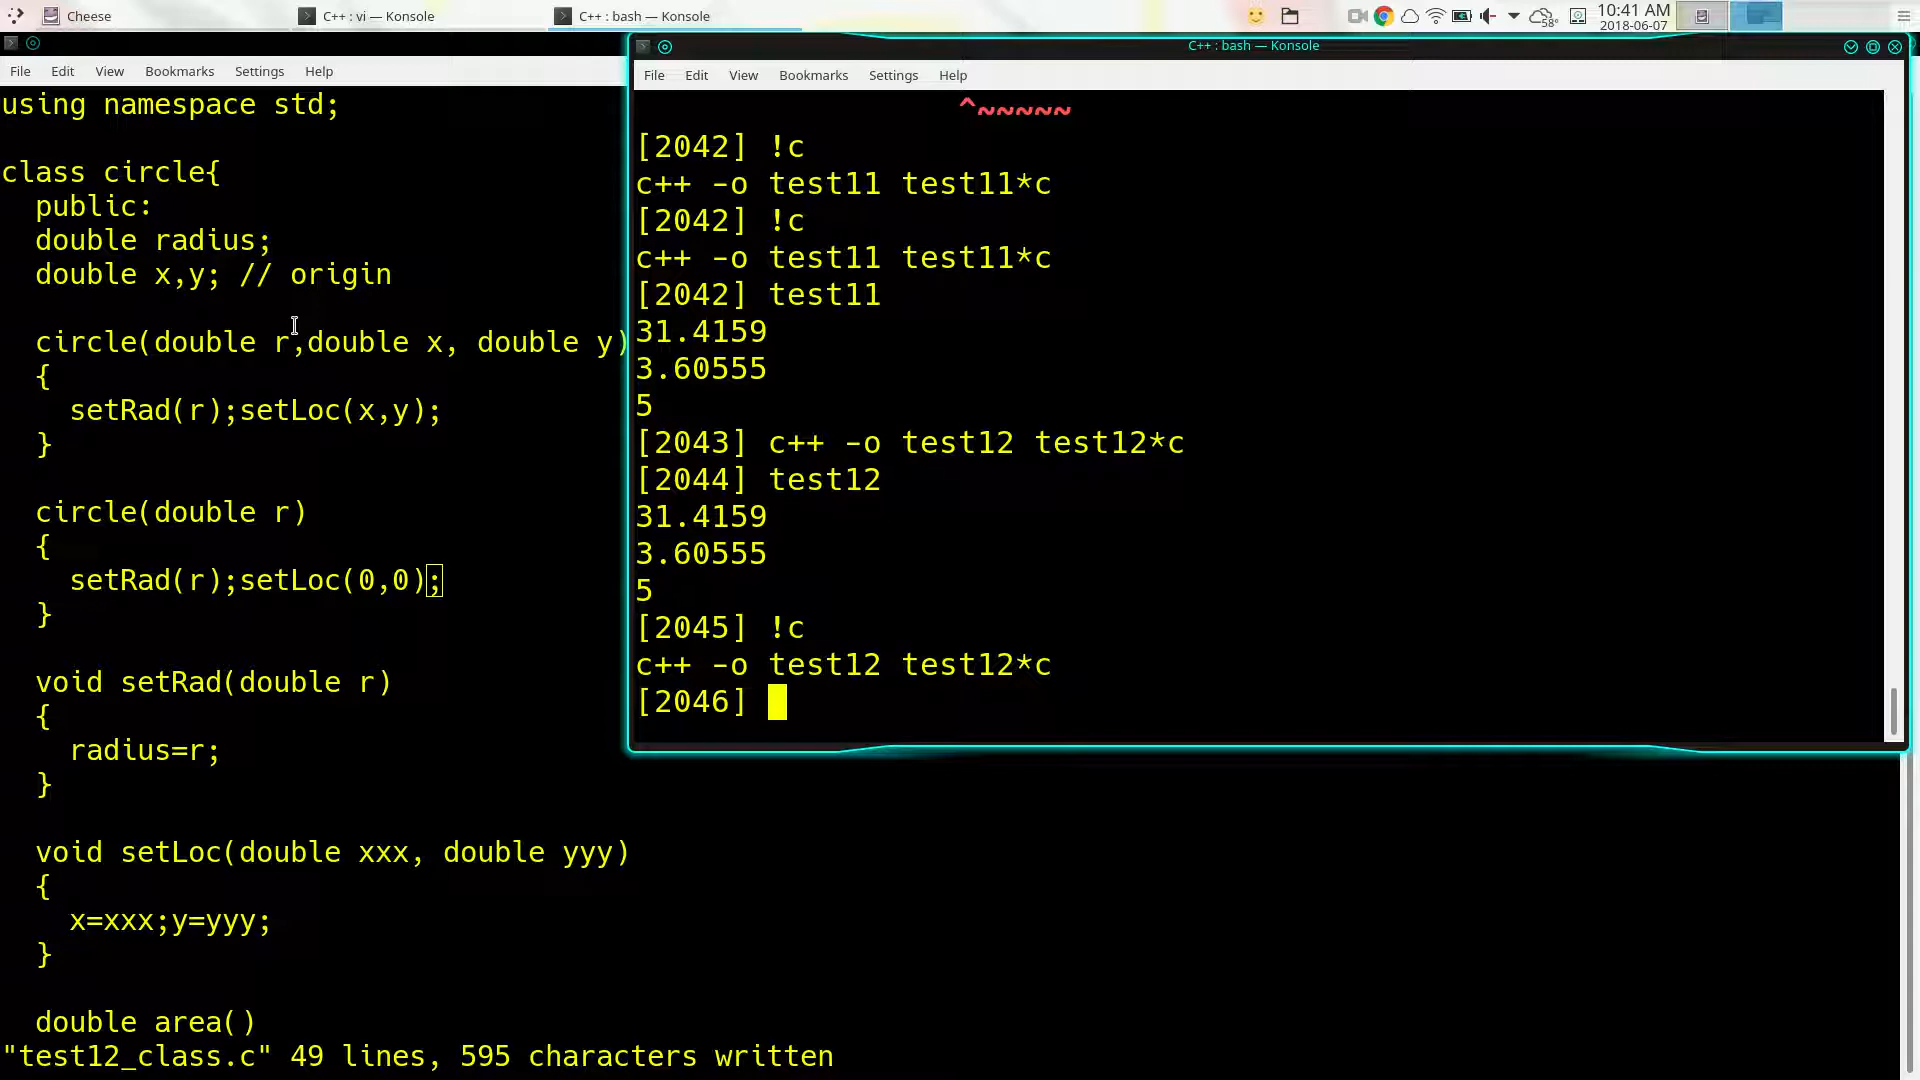 Cheese
C++ : vi — Konsole
C++ : bash — Konsole
58°
10:41 AM
2018-06-07
File Edit View Bookmarks Settings Help
using namespace std;
class circle{
public:
double radius;
double x,y; // origin
circle(double r,double x, double y)
{
setRad(r);setLoc(x,y);
}
circle(double r)
{
setRad(r);setLoc(0,0);
}
void setRad(double r)
{
radius=r;
}
void setLoc(double xxx, double yyy)
{
x=xxx;y=yyy;
}
double area()
"test12_class.c" 49 lines, 595 characters written
C++ : bash — Konsole
File Edit View Bookmarks Settings Help
^~~~~~
[2042] !c
c++ -o test11 test11*c
[2042] !c
c++ -o test11 test11*c
[2042] test11
31.4159
3.60555
5
[2043] c++ -o test12 test12*c
[2044] test12
31.4159
3.60555
5
[2045] !c
c++ -o test12 test12*c
[2046]